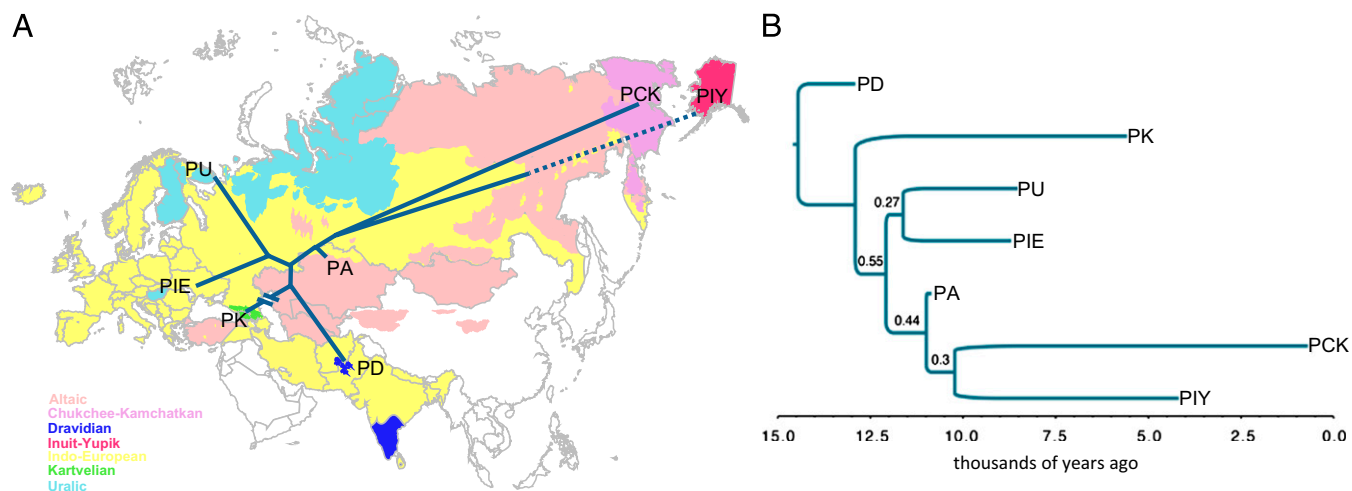 A
B
PCK
PIY
PU
PA
PIE
PK
PD
Altaic
Chukchee-Kamchatkan
Dravidian
Inuit-Yupik
Indo-European
Kartvelian
Uralic
PD
PK
PU
0.27
PIE
0.55
PA
0.44
PCK
0.3
PIY
15.0 12.5 10.0 7.5 5.0 2.5 0.0
thousands of years ago